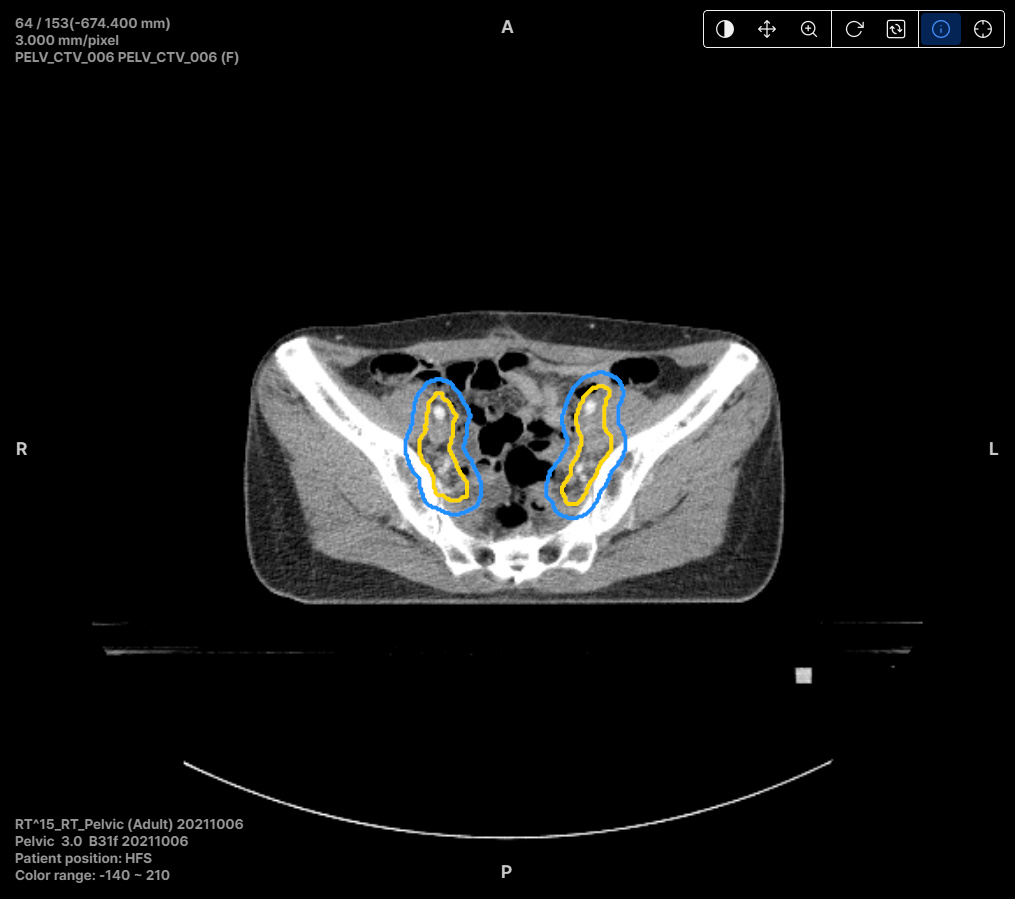 64 / 153(-674.400 mm)
3.000 mm/pixel
PELV_CTV_006 PELV_CTV_006 (F)
A
R
L
RT^15_RT_Pelvic (Adult) 20211006
Pelvic  3.0  B31f 20211006
Patient position: HFS
Color range: -140 ~ 210
P